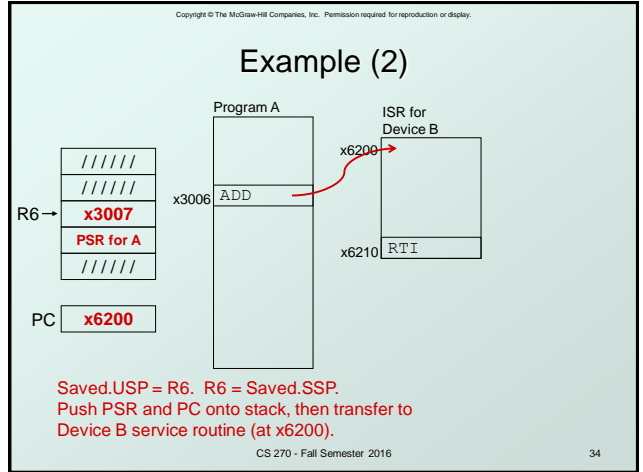 Copyright © The McGraw-Hill Companies, Inc. Permission required for reproduction or display.
Example (2)
Program A
ISR for
Device B
x6200
//////
//////
x3006 ADD
R6 x3007
PSR for A
//////
x6210 RTI
PC x6200
Saved.USP = R6. R6 = Saved.SSP.
Push PSR and PC onto stack, then transfer to
Device B service routine (at x6200).
CS 270 - Fall Semester 2016
34